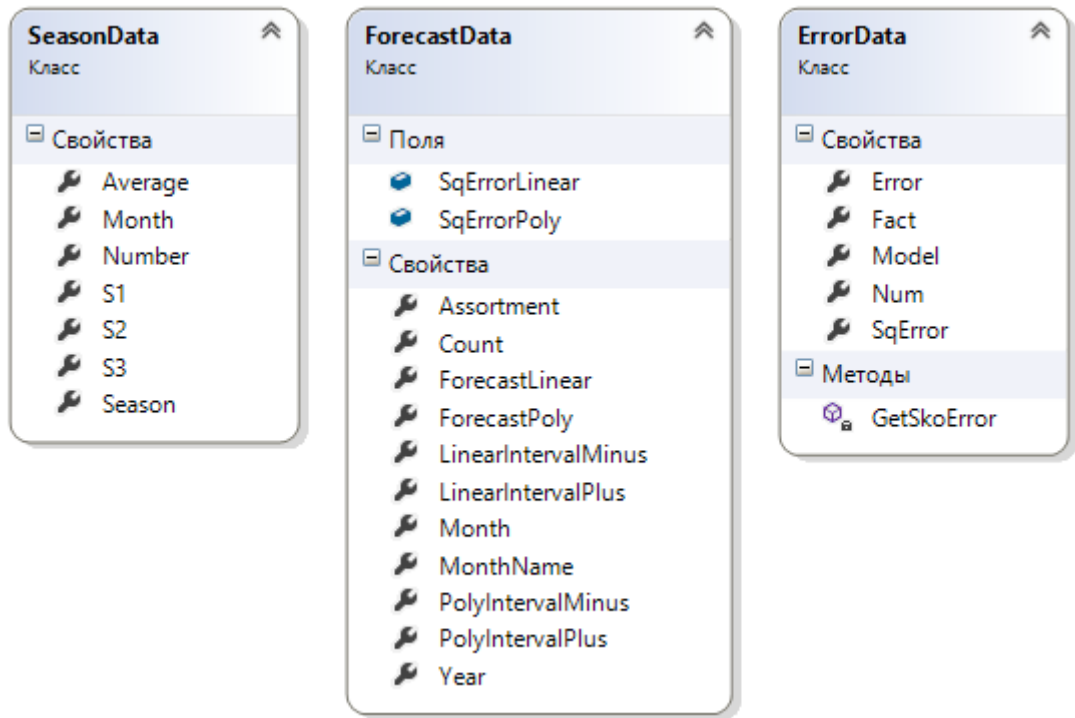 SeasonData
Класс
Свойства
Average
Month
Number
S1
S2
S3
Season
ForecastData
Класс
Поля
SqErrorLinear
SqErrorPoly
Свойства
Assortment
Count
ForecastLinear
ForecastPoly
LinearIntervalMinus
LinearIntervalPlus
Month
MonthName
PolyIntervalMinus
PolyIntervalPlus
Year
ErrorData
Класс
Свойства
Error
Fact
Model
Num
SqError
Методы
GetSkoError